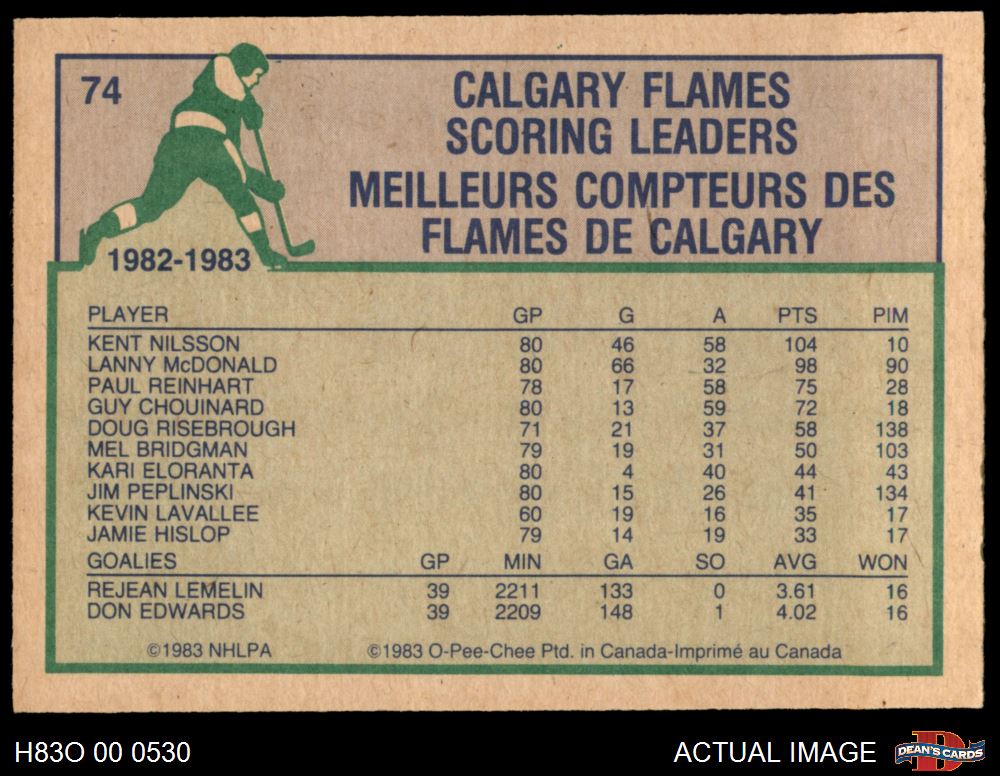 74
CALGARY FLAMES
SCORING LEADERS
MEILLEURS COMPTEURS DES
FLAMES DE CALGARY
1982-1983
PLAYER GP G A PTS PIM
KENT NILSSON 80 46 58 104 10
LANNY McDONALD 80 66 32 98 90
PAUL REINHART 78 17 58 75 28
GUY CHOUINARD 80 13 59 72 18
DOUG RISEBROUGH 71 21 37 58 138
MEL BRIDGMAN 79 19 31 50 103
KARI ELORANTA 80 4 40 44 43
JIM PEPLINSKI 80 15 26 41 134
KEVIN LAVALLEE 60 19 16 35 17
JAMIE HISLOP 79 14 19 33 17
GOALIES GP MIN GA SO AVG WON
REJEAN LEMELIN 39 2211 133 0 3.61 16
DON EDWARDS 39 2209 148 1 4.02 16
©1983 NHLPA ©1983 O-Pee-Chee Ptd. in Canada-Imprimé au Canada
H83O 00 0530 ACTUAL IMAGE DEAN'S CARDS